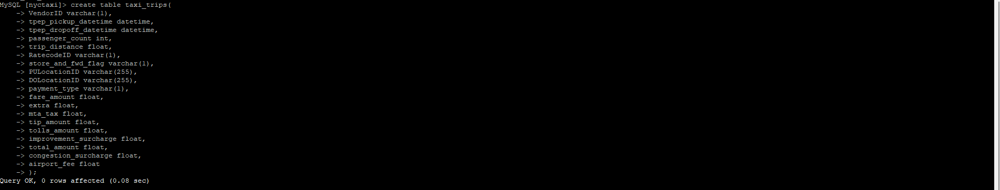 MySQL [nyctaxi]> create table taxi_trips(
    -> VendorID varchar(1),
    -> tpep_pickup_datetime datetime,
    -> tpep_dropoff_datetime datetime,
    -> passenger_count int,
    -> trip_distance float,
    -> RatecodeID varchar(1),
    -> store_and_fwd_flag varchar(1),
    -> PULocationID varchar(255),
    -> DOLocationID varchar(255),
    -> payment_type varchar(1),
    -> fare_amount float,
    -> extra float,
    -> mta_tax float,
    -> tip_amount float,
    -> tolls_amount float,
    -> improvement_surcharge float,
    -> total_amount float,
    -> congestion_surcharge float,
    -> airport_fee float
    -> );
Query OK, 0 rows affected (0.08 sec)